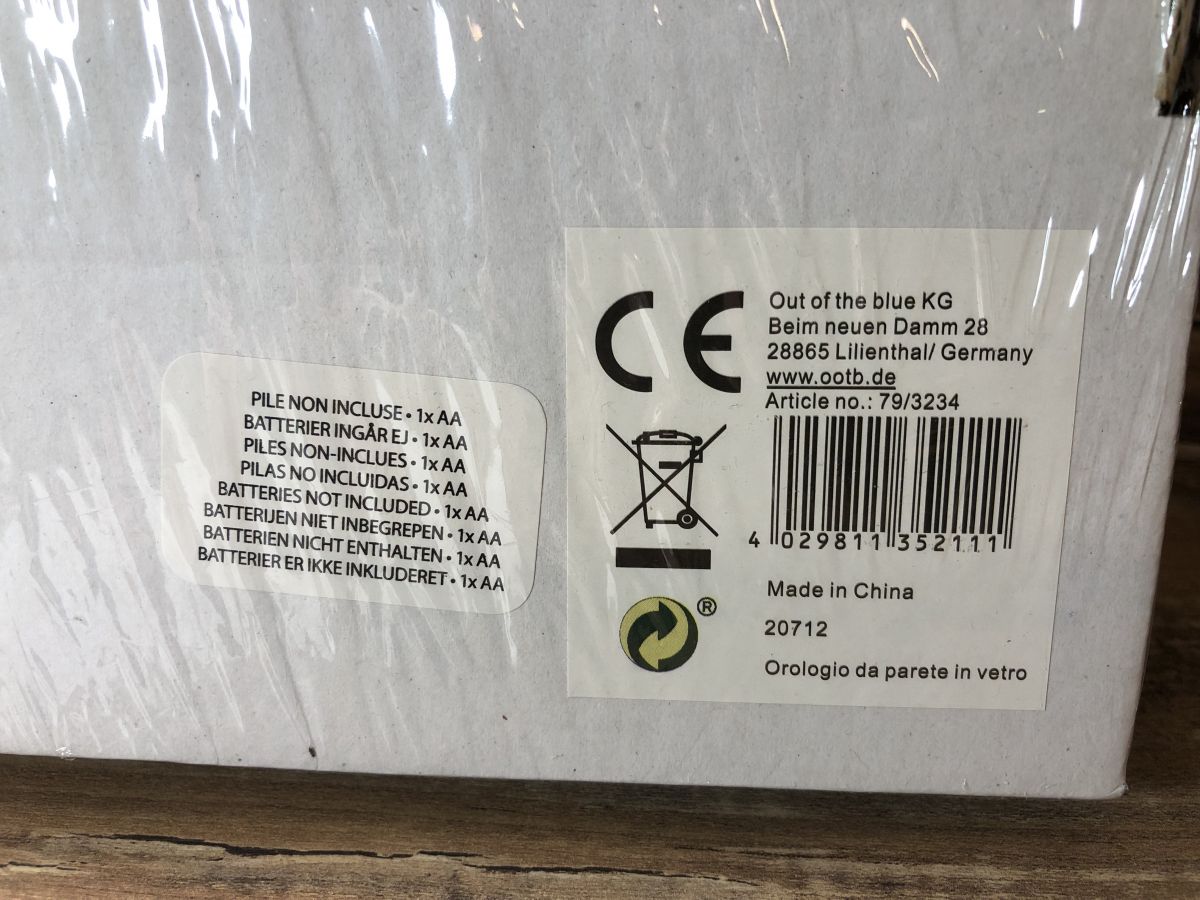 PILE NON INCLUSE • 1x AA
BATTERIER INGÅR EJ • 1x AA
PILES NON-INCLUES • 1x AA
PILAS NO INCLUIDAS • 1x AA
BATTERIES NOT INCLUDED • 1x AA
BATTERIJEN NIET INBEGREPEN • 1x AA
BATTERIEN NICHT ENTHALTEN • 1x AA
BATTERIER ER IKKE INKLUDERET • 1x AA
CE
Out of the blue KG
Beim neuen Damm 28
28865 Lilienthal/ Germany
www.ootb.de
Article no.: 79/3234
4 029811 352111
Made in China
®
20712
Orologio da parete in vetro